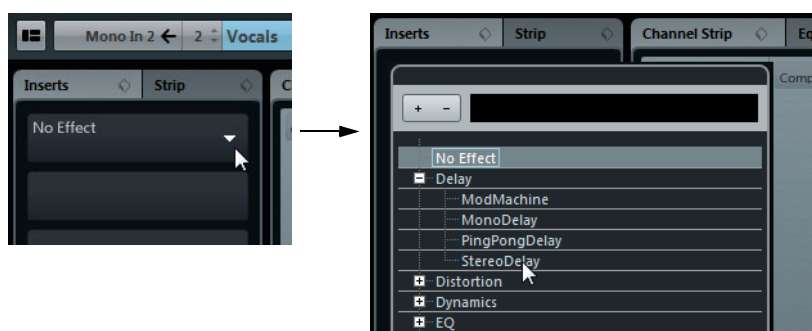 Mono In 2 ← 2 Vocals
Inserts Strip C
No Effect
Inserts Strip Channel Strip Eq
Comp
+ −
No Effect
Delay
ModMachine
MonoDelay
PingPongDelay
StereoDelay
Distortion
Dynamics
EQ